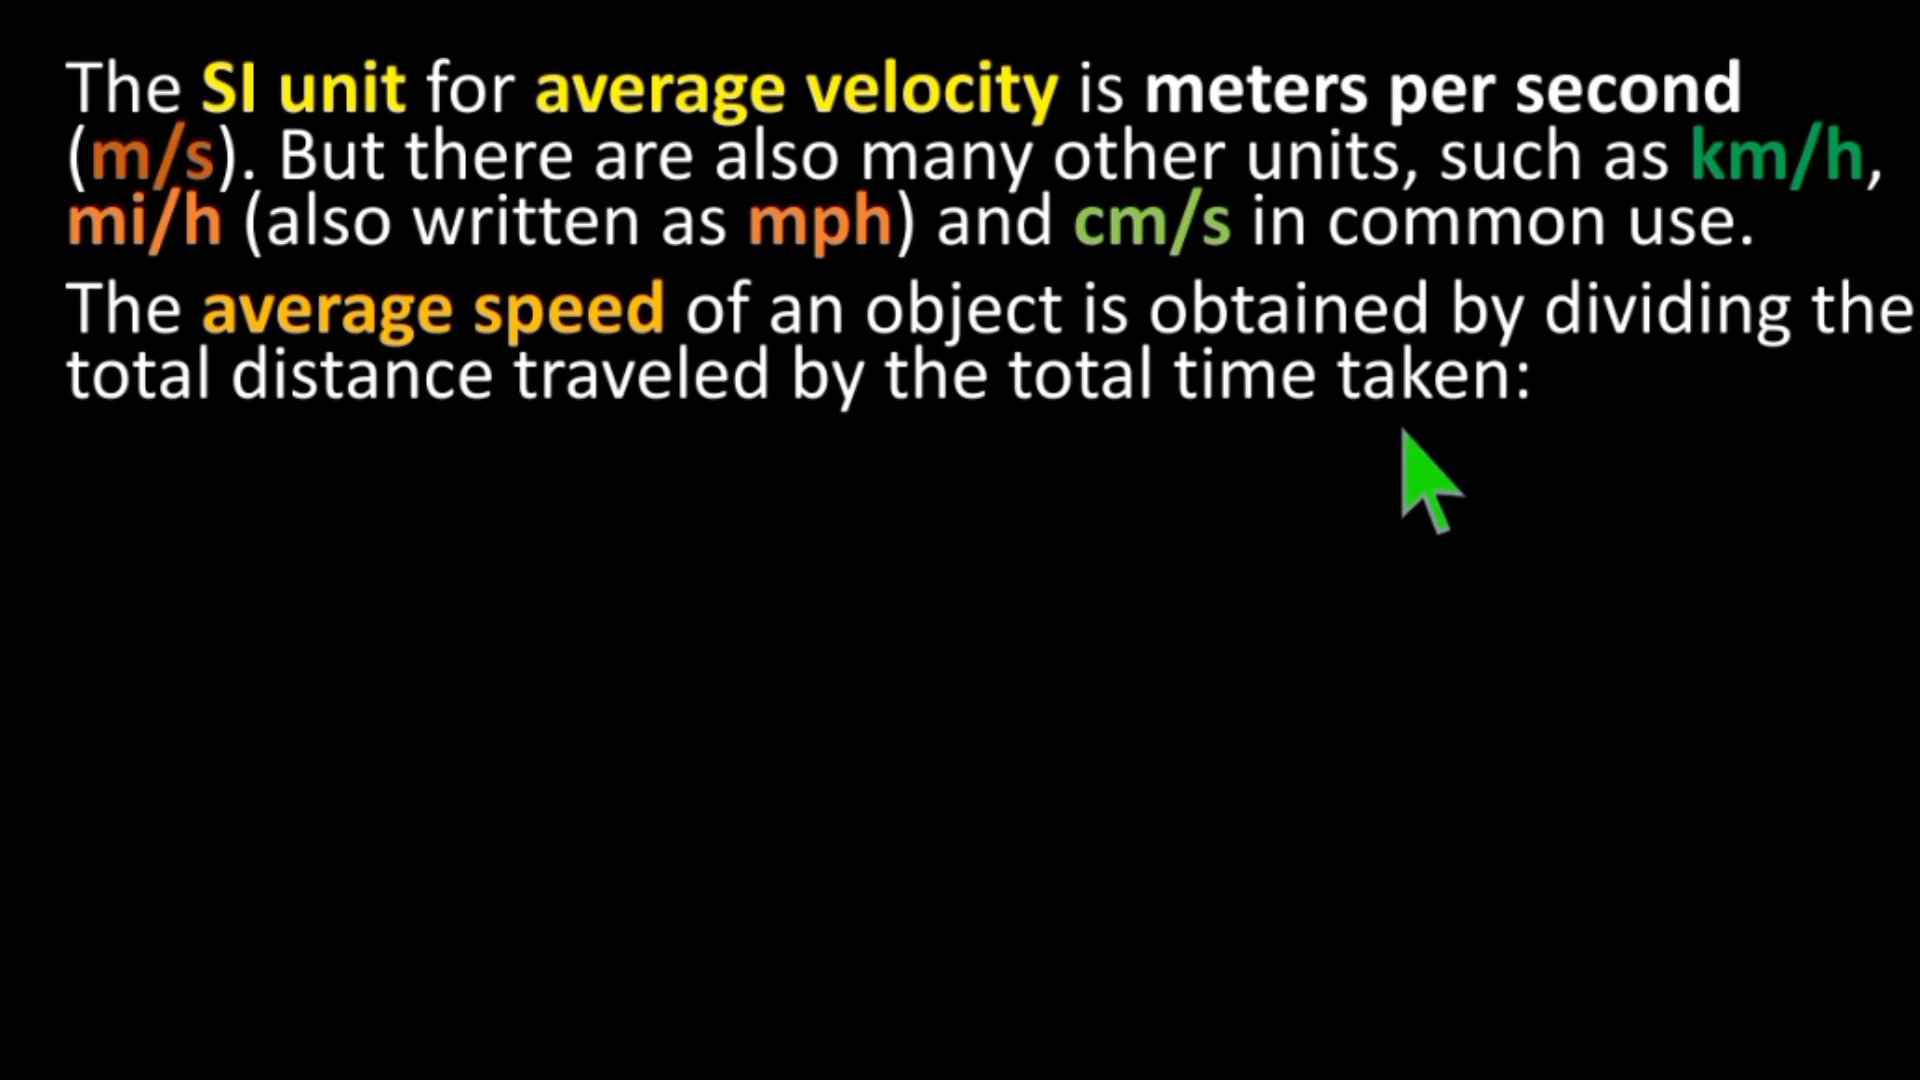 The SI unit for average velocity is meters per second
(m/s). But there are also many other units, such as km/h,
mi/h (also written as mph) and cm/s in common use.
The average speed of an object is obtained by dividing the
total distance traveled by the total time taken: